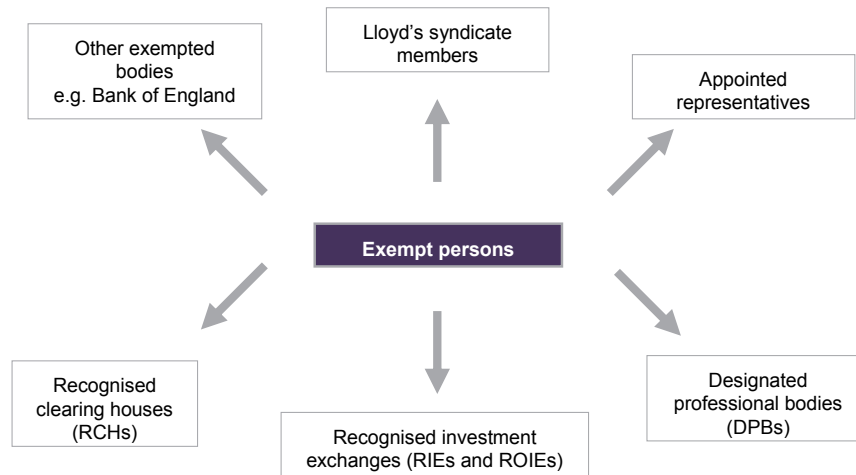 Other exempted
bodies
e.g. Bank of England
Lloyd's syndicate
members
Appointed
representatives
Exempt persons
Recognised
clearing houses
(RCHs)
Recognised investment
exchanges (RIEs and ROIEs)
Designated
professional bodies
(DPBs)